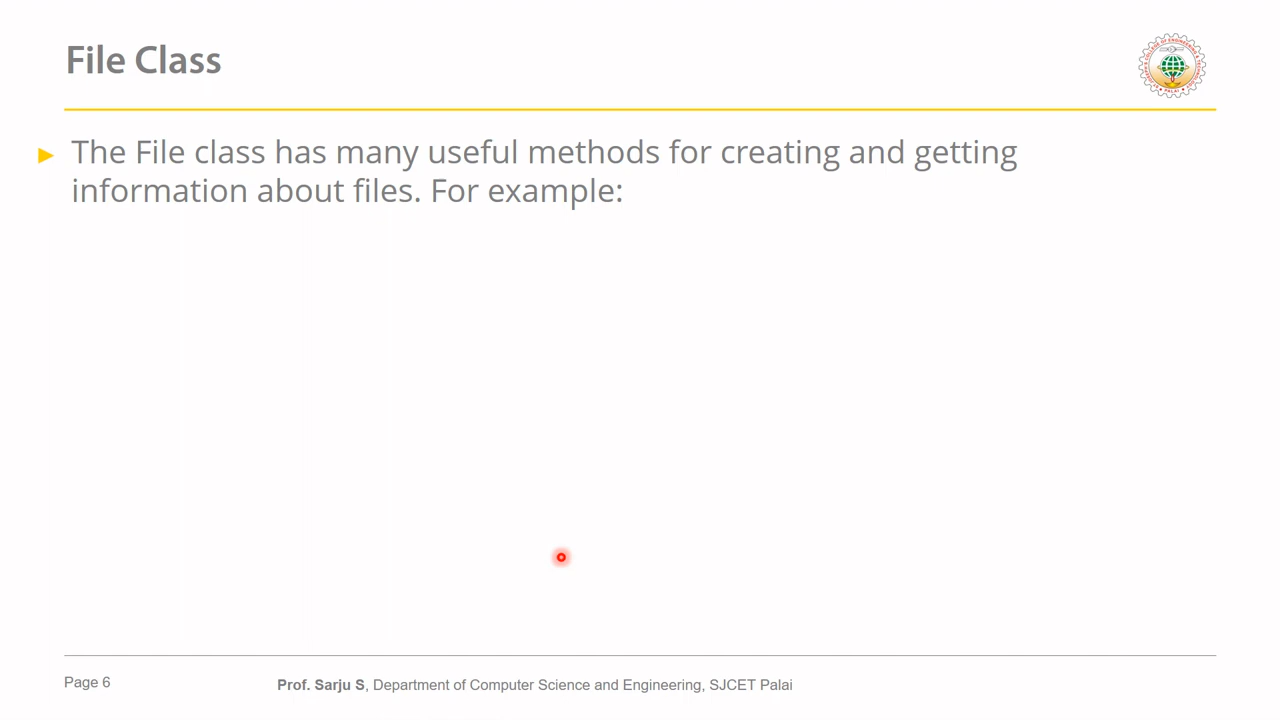 File Class
The File class has many useful methods for creating and getting
information about files. For example:
Page 6
Prof. Sarju S, Department of Computer Science and Engineering, SJCET Palai